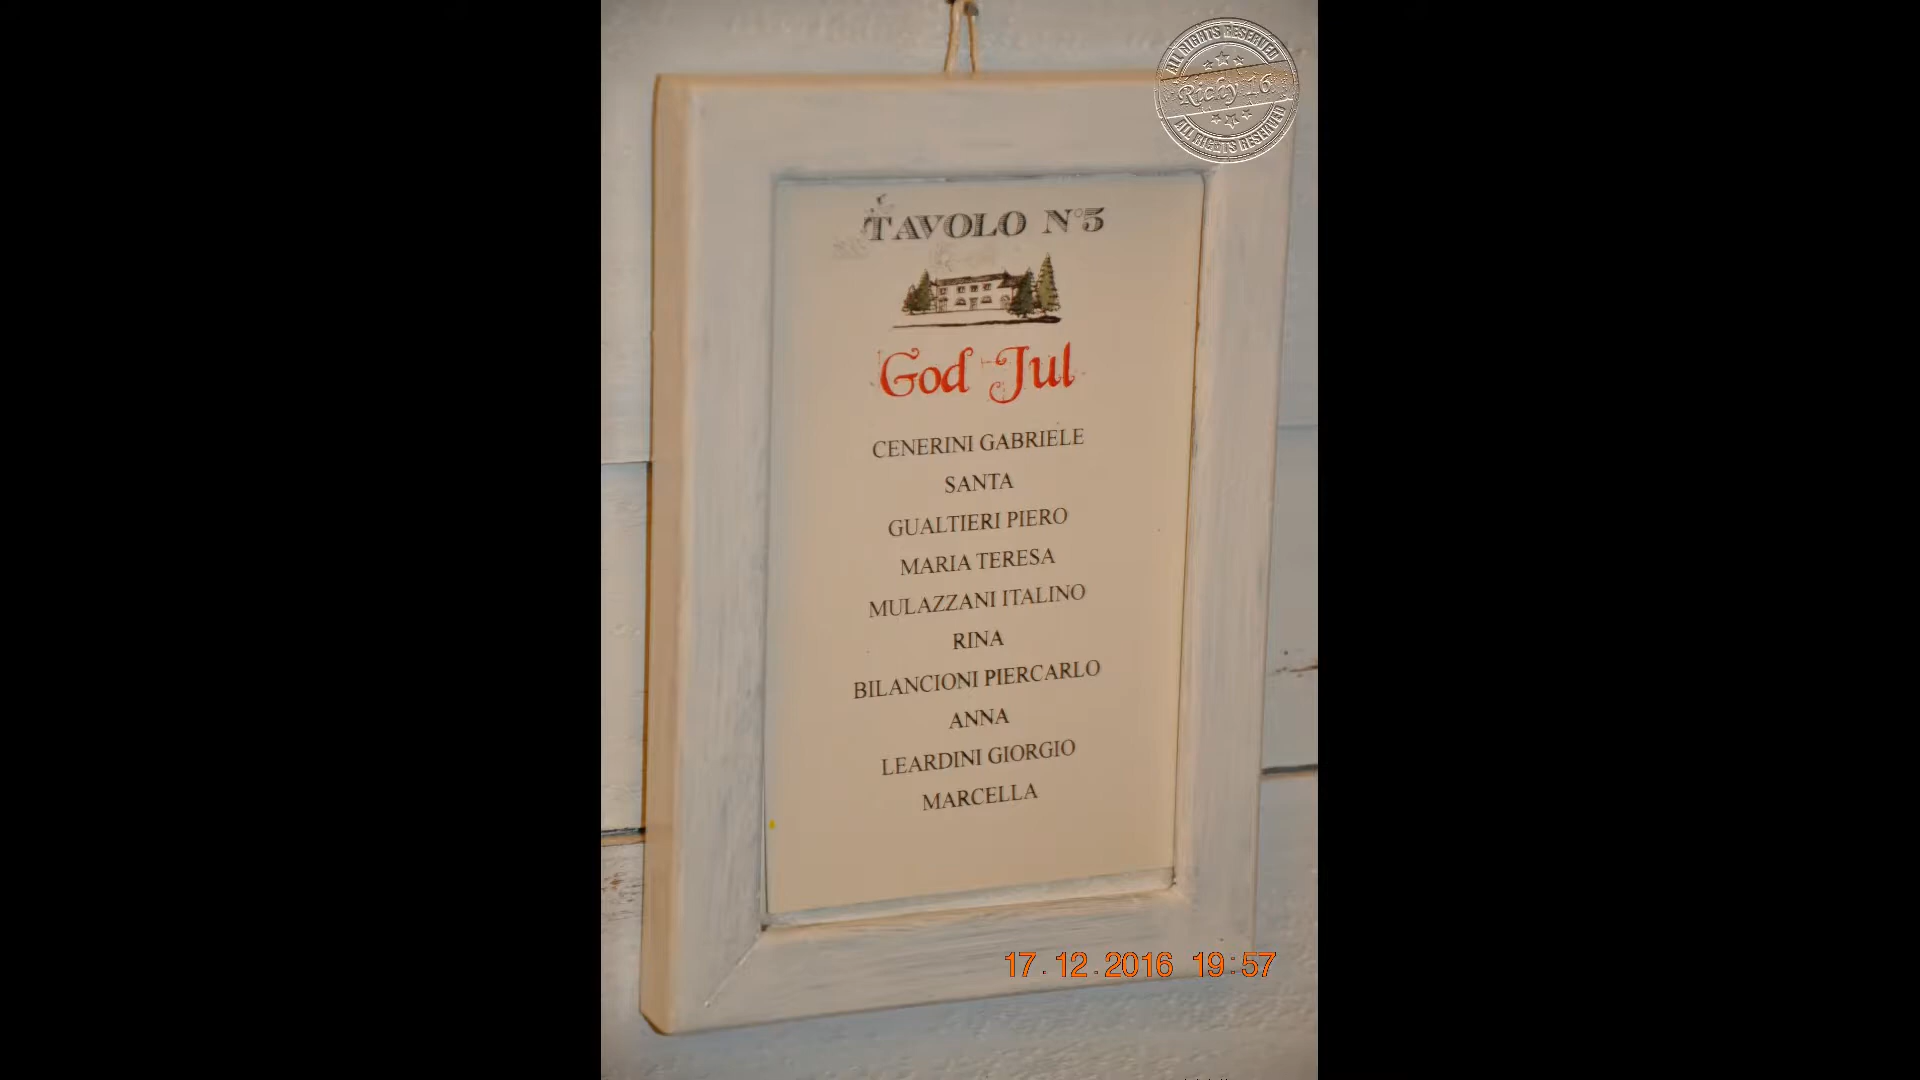 ALL RIGHTS RESERVED
Ricky 16
ALL RIGHTS RESERVED
TAVOLO N°5
God Jul
CENERINI GABRIELE
SANTA
GUALTIERI PIERO
MARIA TERESA
MULAZZANI ITALINO
RINA
BILANCIONI PIERCARLO
ANNA
LEARDINI GIORGIO
MARCELLA
17.12.2016 19:57